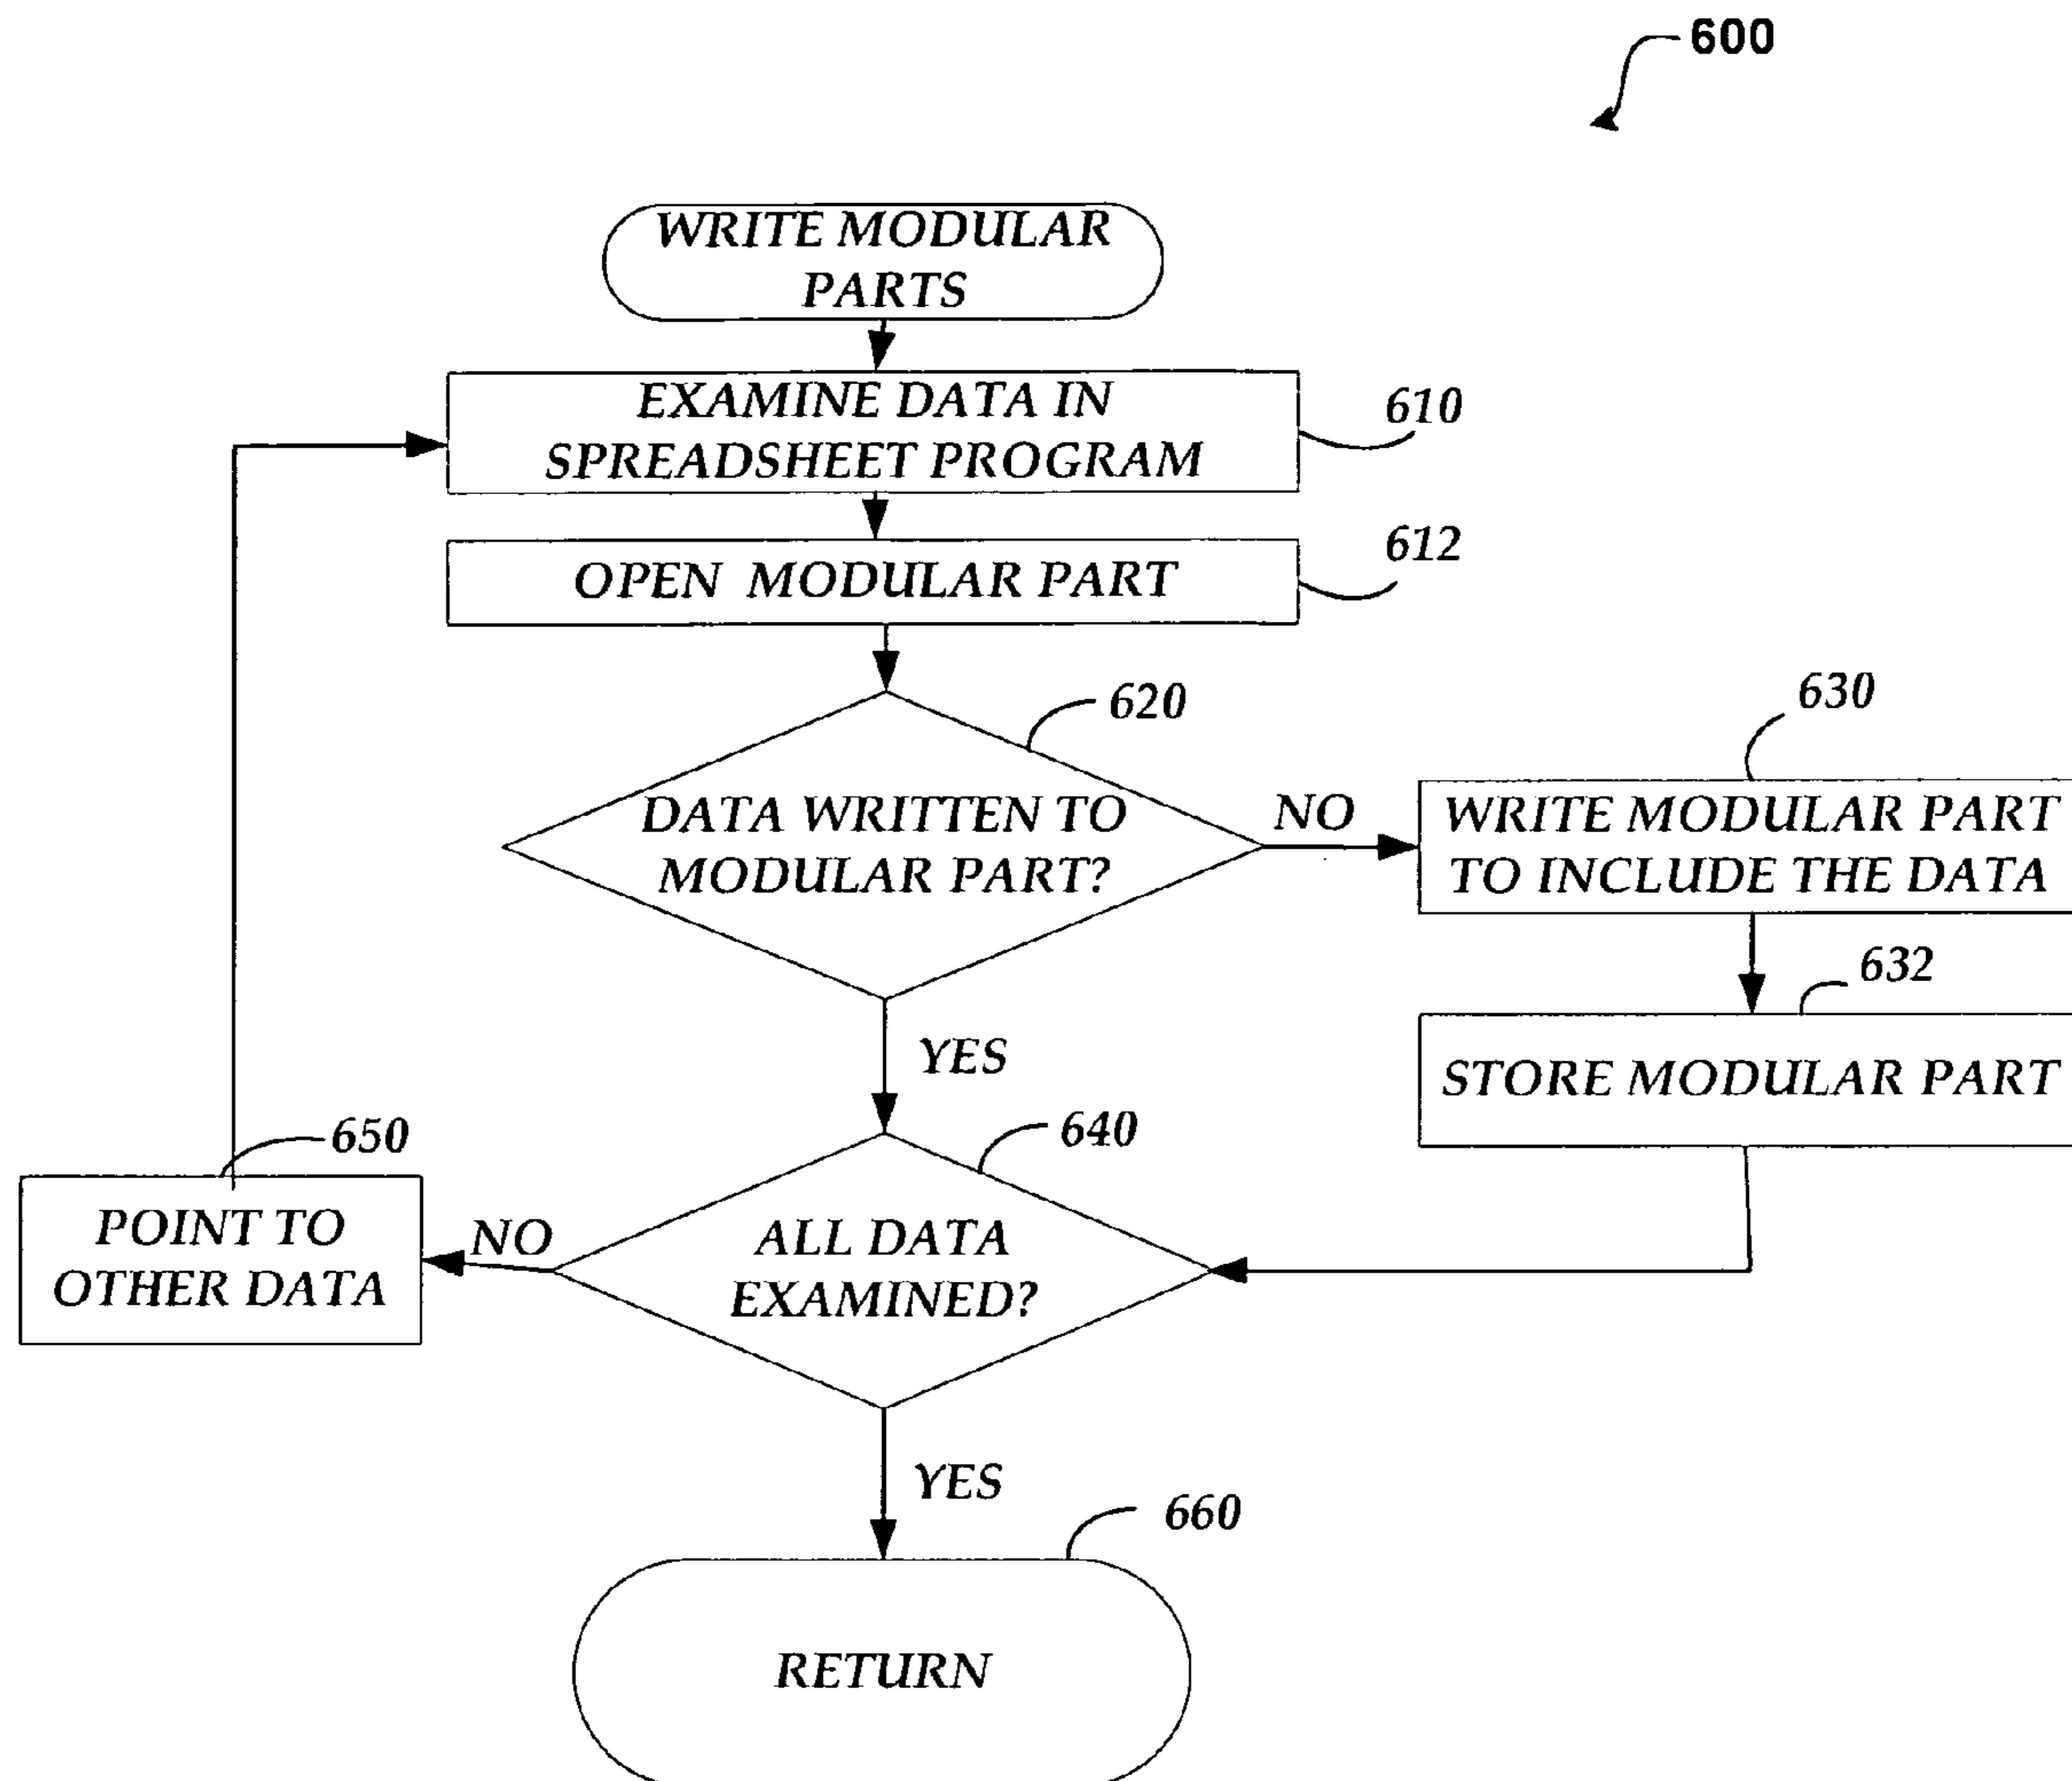 600
WRITE MODULAR
PARTS
EXAMINE DATA IN
SPREADSHEET PROGRAM
610
OPEN MODULAR PART
612
620
DATA WRITTEN TO
MODULAR PART?
NO
630
WRITE MODULAR PART
TO INCLUDE THE DATA
632
STORE MODULAR PART
YES
640
ALL DATA
EXAMINED?
NO
650
POINT TO
OTHER DATA
YES
660
RETURN